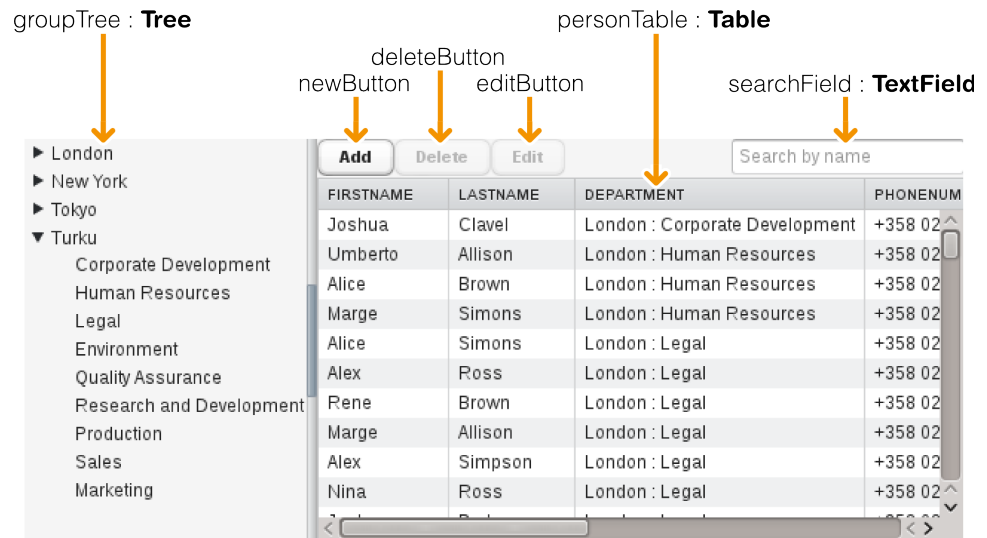 groupTree : Tree
personTable : Table
deleteButton
newButton
editButton
searchField : TextField
London
New York
Tokyo
Turku
Corporate Development
Human Resources
Legal
Environment
Quality Assurance
Research and Development
Production
Sales
Marketing
Add Delete Edit Search by name
FIRSTNAME LASTNAME DEPARTMENT PHONENUM
Joshua Clavel London : Corporate Development +358 02
Umberto Allison London : Human Resources +358 02
Alice Brown London : Human Resources +358 02
Marge Simons London : Human Resources +358 02
Alice Simons London : Legal +358 02
Alex Ross London : Legal +358 02
Rene Brown London : Legal +358 02
Marge Allison London : Legal +358 02
Alex Simpson London : Legal +358 02
Nina Ross London : Legal +358 02